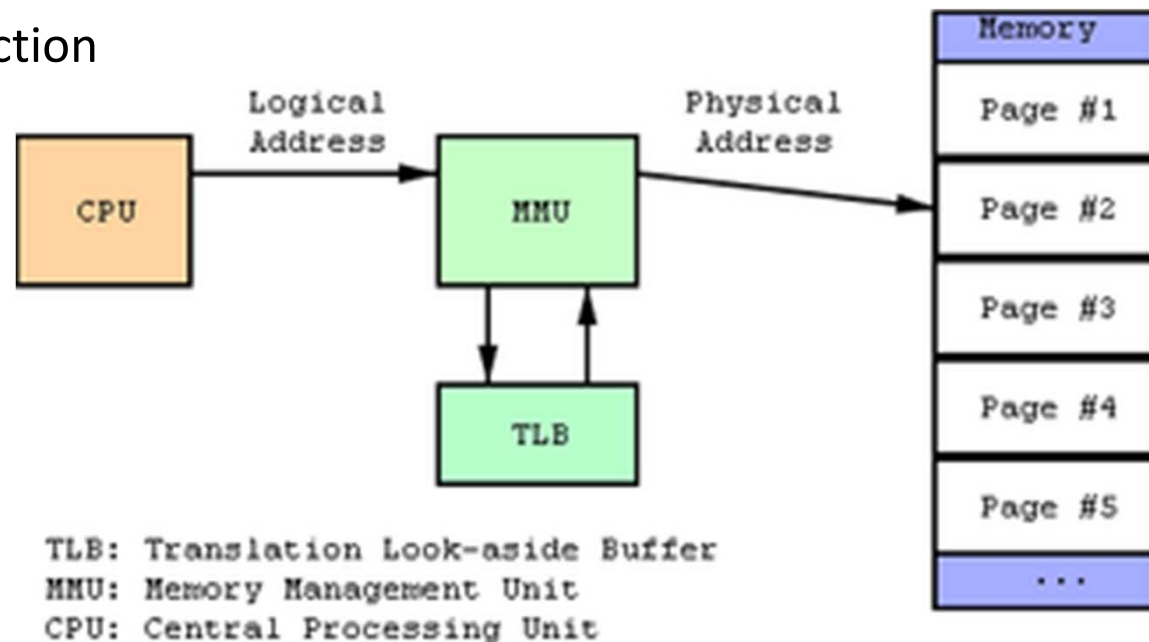 ction
Memory
Logical
Address
Physical
Address
Page #1
CPU
MMU
Page #2
Page #3
Page #4
TLB
Page #5
...
TLB: Translation Look-aside Buffer
MMU: Memory Management Unit
CPU: Central Processing Unit